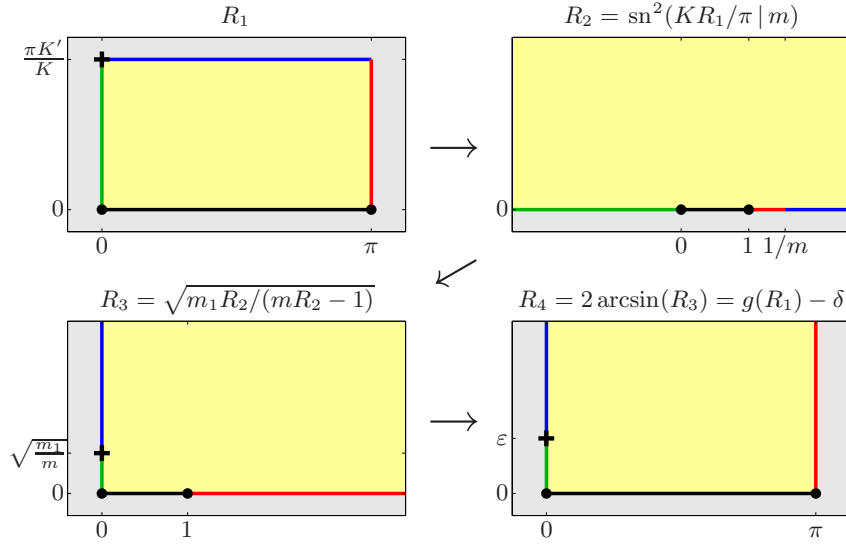 R₁
πK′/K
0
0
π
R₂ = sn²(KR₁/π | m)
0
0
1
1/m
R₃ = √(m₁R₂/(mR₂ − 1))
√(m₁/m)
0
0
1
R₄ = 2 arcsin(R₃) = g(R₁) − δ
ε
0
0
π